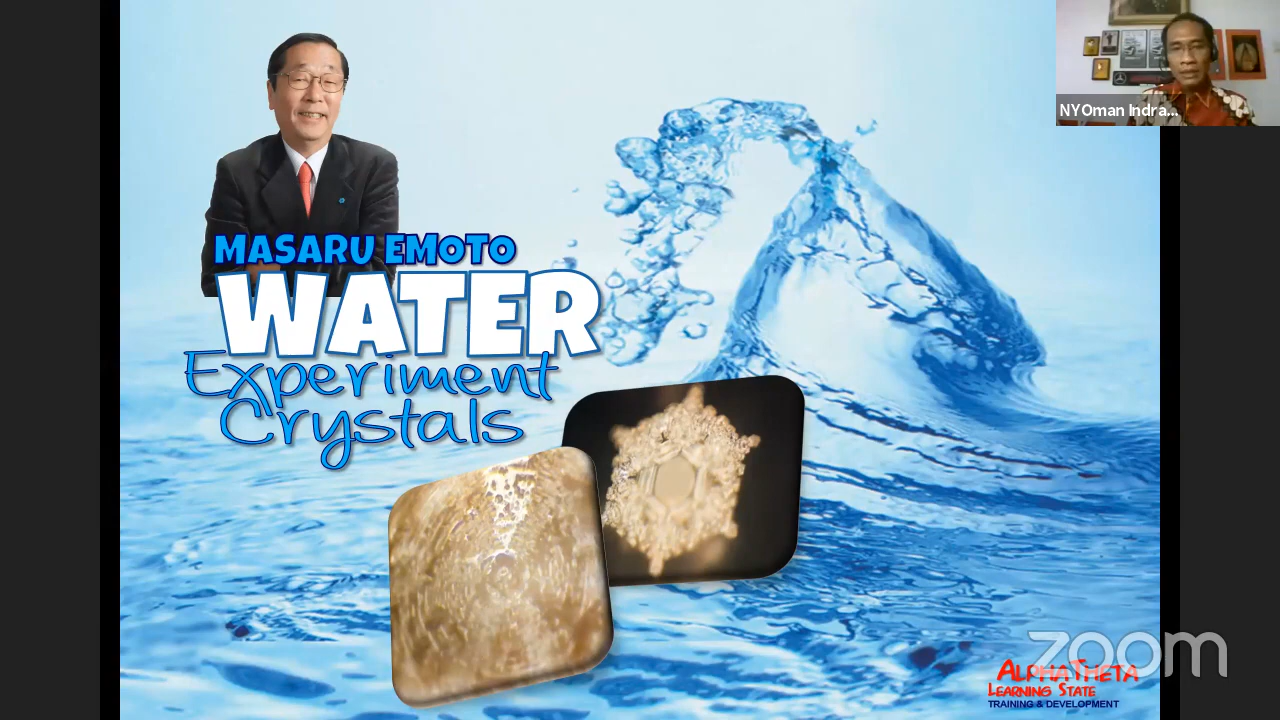 NYOman Indra...
MASARU EMOTO
WATER
Experiment
Crystals
zoom
ALPHATHETA
LEARNING STATE
TRAINING & DEVELOPMENT